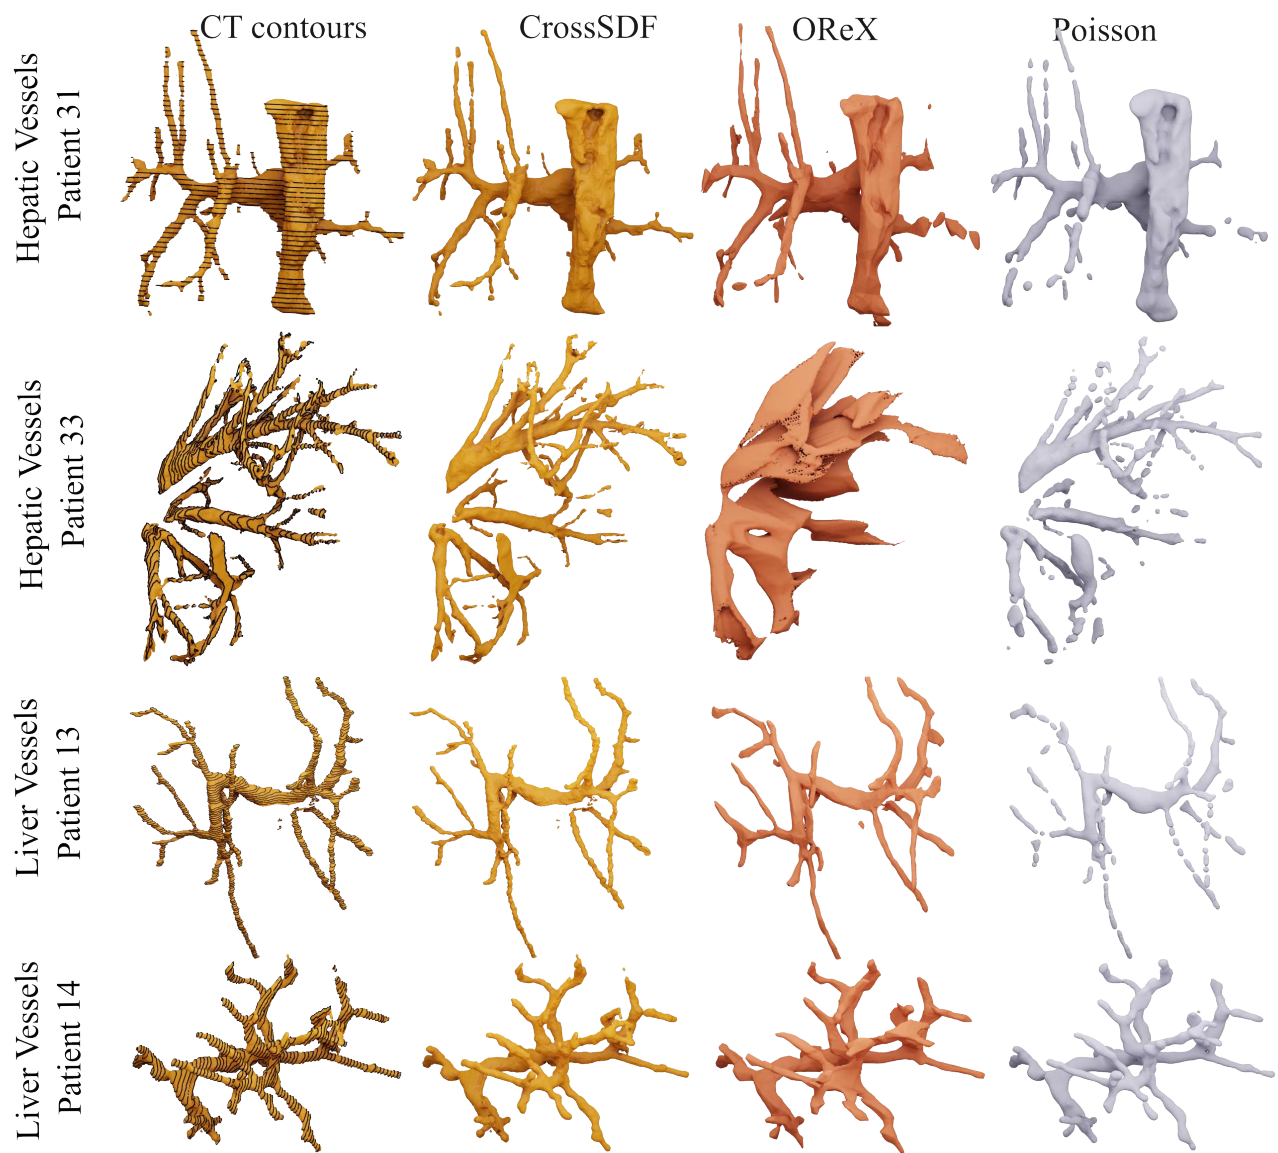 CT contours
CrossSDF
OReX
Poisson
Hepatic Vessels
Patient 31
Hepatic Vessels
Patient 33
Liver Vessels
Patient 13
Liver Vessels
Patient 14